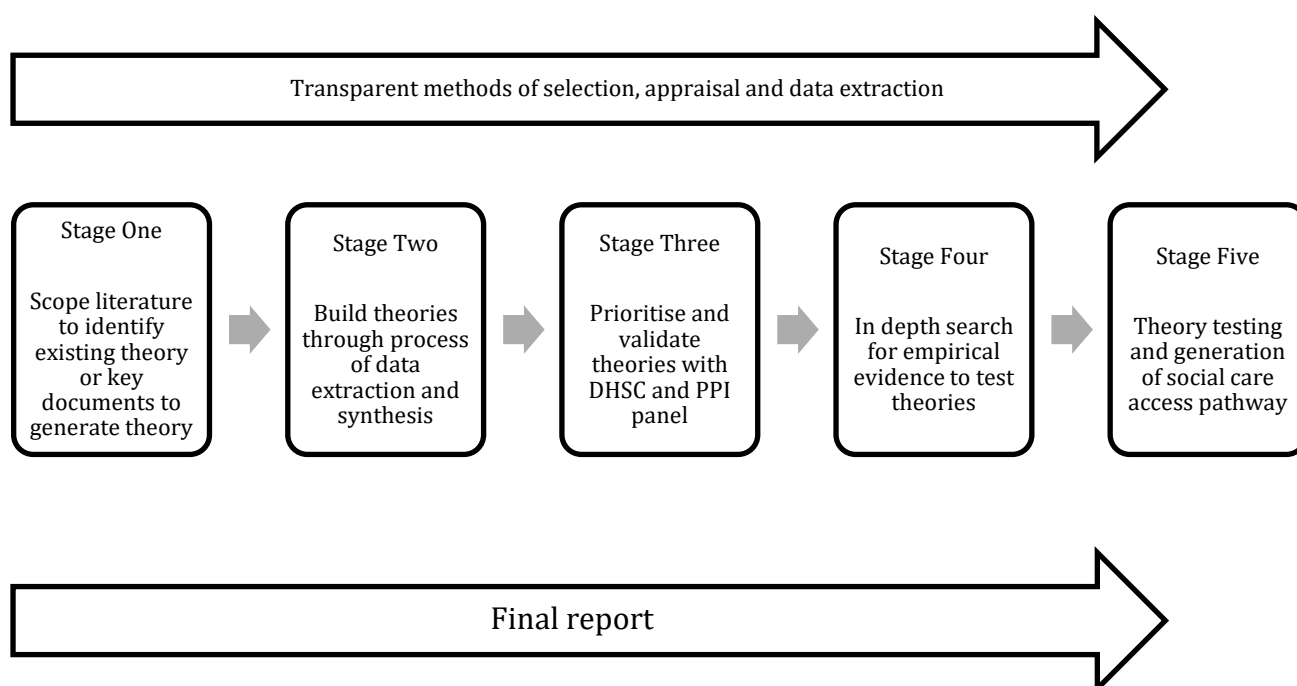 Transparent methods of selection, appraisal and data extraction
Stage One
Scope literature
to identify
existing theory
or key
documents to
generate theory
Stage Two
Build theories
through process
of data
extraction and
synthesis
Stage Three
Prioritise and
validate
theories with
DHSC and PPI
panel
Stage Four
In depth search
for empirical
evidence to test
theories
Stage Five
Theory testing
and generation
of social care
access pathway
Final report